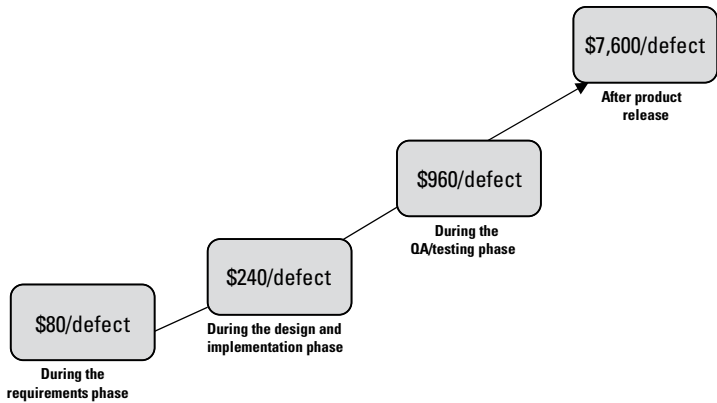 $7,600/defect
After product
release
$960/defect
During the
QA/testing phase
$240/defect
During the design and
implementation phase
$80/defect
During the
requirements phase